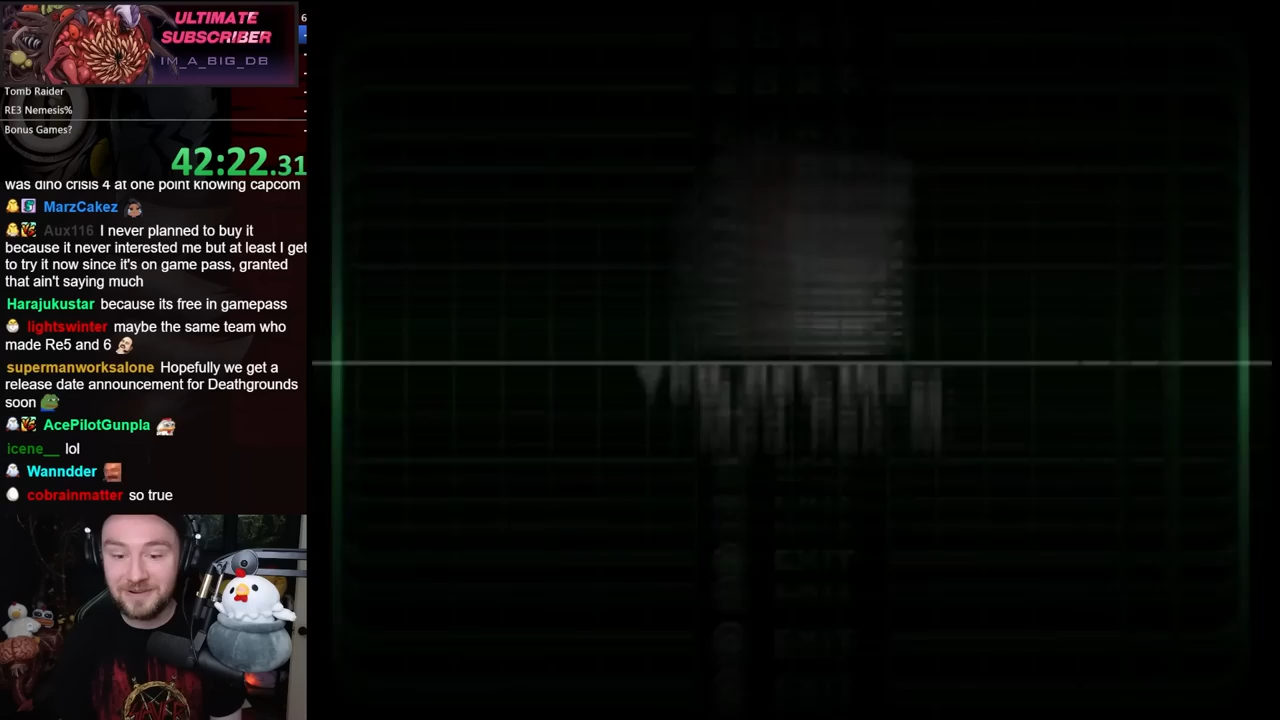 ULTIMATE
SUBSCRIBER
IM_A_BIG_DB
6
Tomb Raider
RE3 Nemesis%
Bonus Games?
42:22.31
was dino crisis 4 at one point knowing capcom
MarzCakez
Aux116 I never planned to buy it
because it never interested me but at least I get
to try it now since it's on game pass, granted
that ain't saying much
Harajukustar because its free in gamepass
lightswinter maybe the same team who
made Re5 and 6
supermanworksalone Hopefully we get a
release date announcement for Deathgrounds
soon
AcePilotGunpla
icene__ lol
Wanndder
cobrainmatter so true
EXIT
EXIT